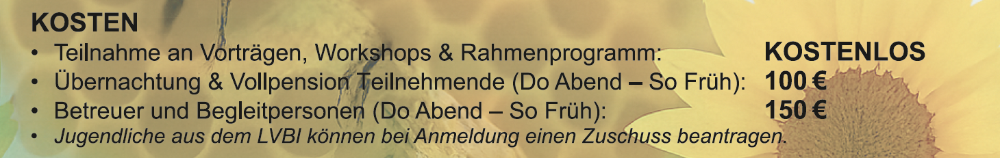 KOSTEN
• Teilnahme an Vorträgen, Workshops & Rahmenprogramm: KOSTENLOS
• Übernachtung & Vollpension Teilnehmende (Do Abend – So Früh): 100 €
• Betreuer und Begleitpersonen (Do Abend – So Früh): 150 €
• Jugendliche aus dem LVBI können bei Anmeldung einen Zuschuss beantragen.